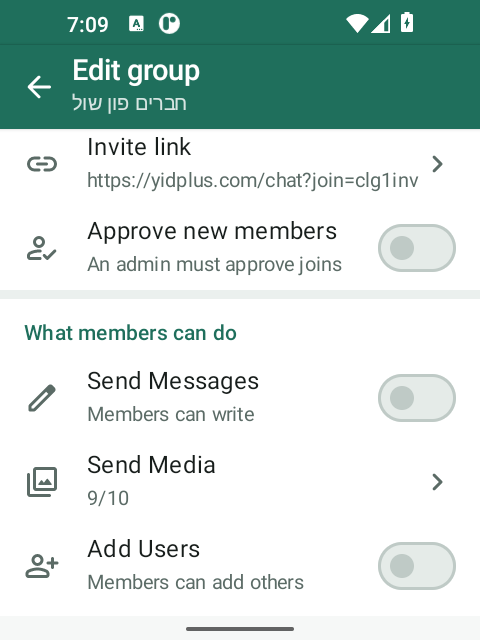 7:09
Edit group
חברים פון שול
Invite link
https://yidplus.com/chat?join=clg1inv
Approve new members
An admin must approve joins
What members can do
Send Messages
Members can write
Send Media
9/10
Add Users
Members can add others